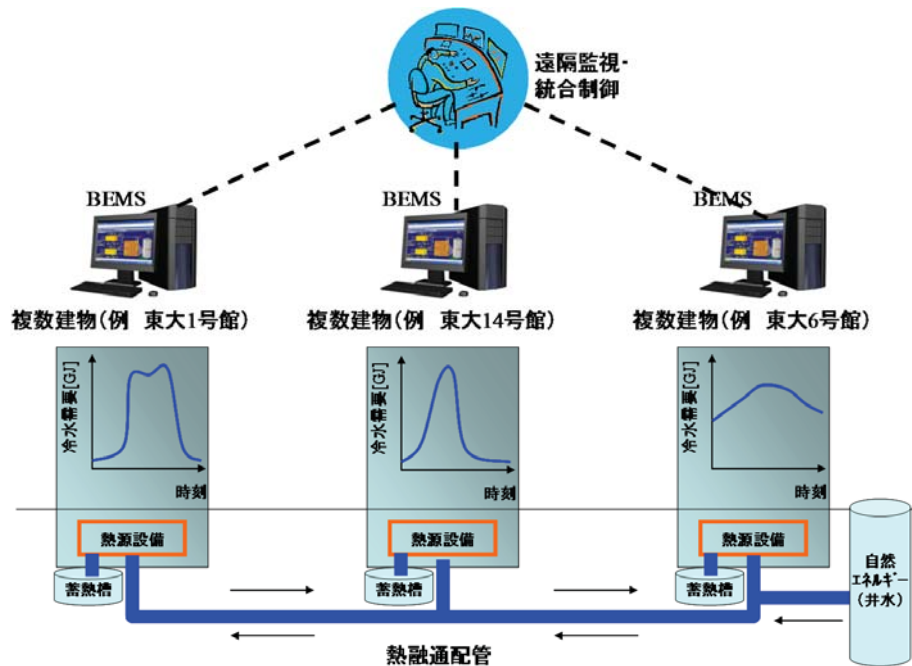 遠隔監視・
統合制御
BEMS
BEMS
BEMS
複数建物(例 東大1号館)
複数建物(例 東大14号館)
複数建物(例 東大6号館)
冷水需要[GJ]
時刻
冷水需要[GJ]
時刻
冷水需要[GJ]
時刻
熱源設備
熱源設備
熱源設備
蓄熱槽
蓄熱槽
蓄熱槽
自然
エネルギー
(井水)
熱融通配管